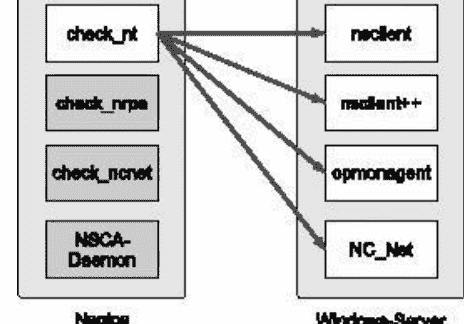 check_nt
nsclient
check_nrpe
nsclient++
check_ncnet
opmonagent
NSCA-
Daemon
NC_Net
Nagios
Windows-Server